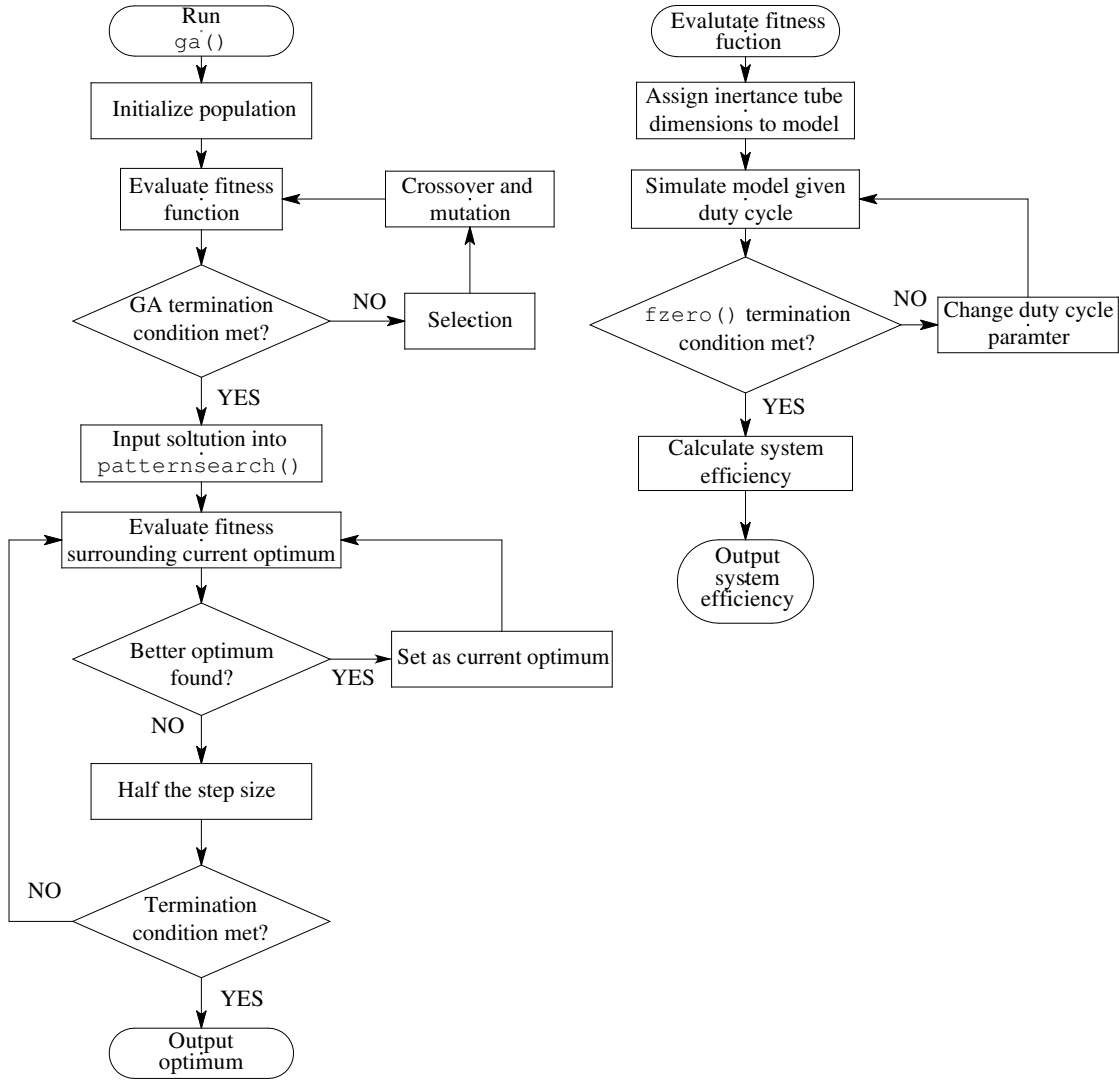 Run
ga()
Initialize population
Evaluate fitness
function
Crossover and
mutation
GA termination
condition met?
NO
Selection
YES
Input soltution into
patternsearch()
Evaluate fitness
surrounding current optimum
Better optimum
found?
YES
Set as current optimum
NO
Half the step size
Termination
condition met?
NO
YES
Output
optimum
Evalutate fitness
fuction
Assign inertance tube
dimensions to model
Simulate model given
duty cycle
fzero() termination
condition met?
NO
Change duty cycle
paramter
YES
Calculate system
efficiency
Output
system
efficiency